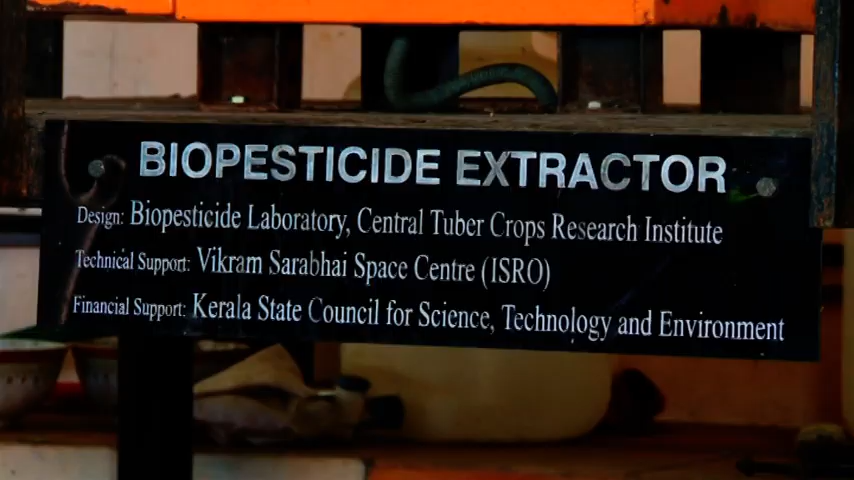 BIOPESTICIDE EXTRACTOR
Design: Biopesticide Laboratory, Central Tuber Crops Research Institute
Technical Support: Vikram Sarabhai Space Centre (ISRO)
Financial Support: Kerala State Council for Science, Technology and Environment